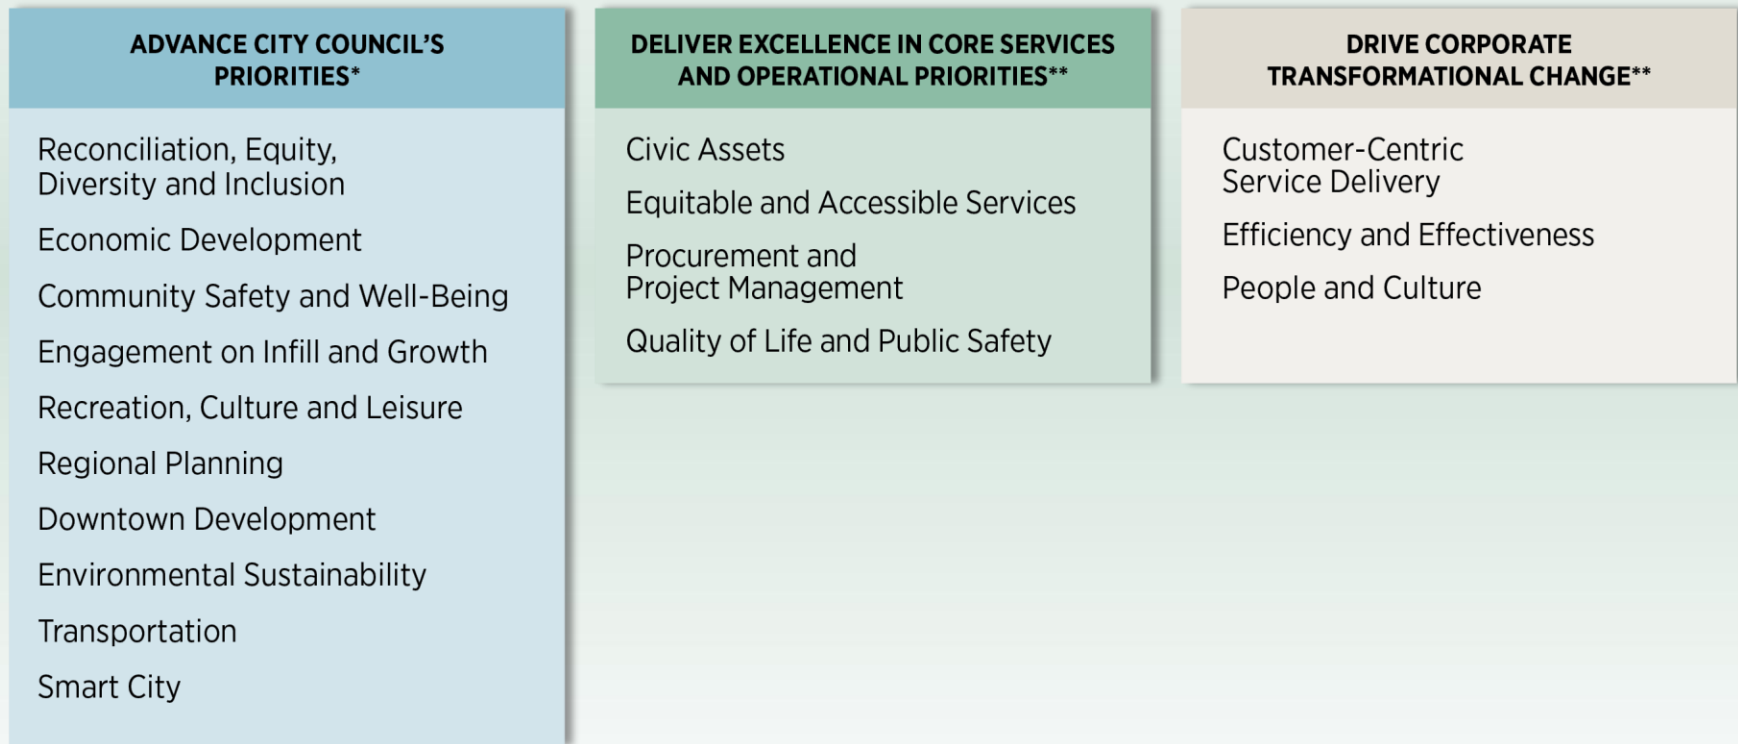 ADVANCE CITY COUNCIL'S
PRIORITIES*
Reconciliation, Equity,
Diversity and Inclusion
Economic Development
Community Safety and Well-Being
Engagement on Infill and Growth
Recreation, Culture and Leisure
Regional Planning
Downtown Development
Environmental Sustainability
Transportation
Smart City
DELIVER EXCELLENCE IN CORE SERVICES
AND OPERATIONAL PRIORITIES**
Civic Assets
Equitable and Accessible Services
Procurement and
Project Management
Quality of Life and Public Safety
DRIVE CORPORATE
TRANSFORMATIONAL CHANGE**
Customer-Centric
Service Delivery
Efficiency and Effectiveness
People and Culture